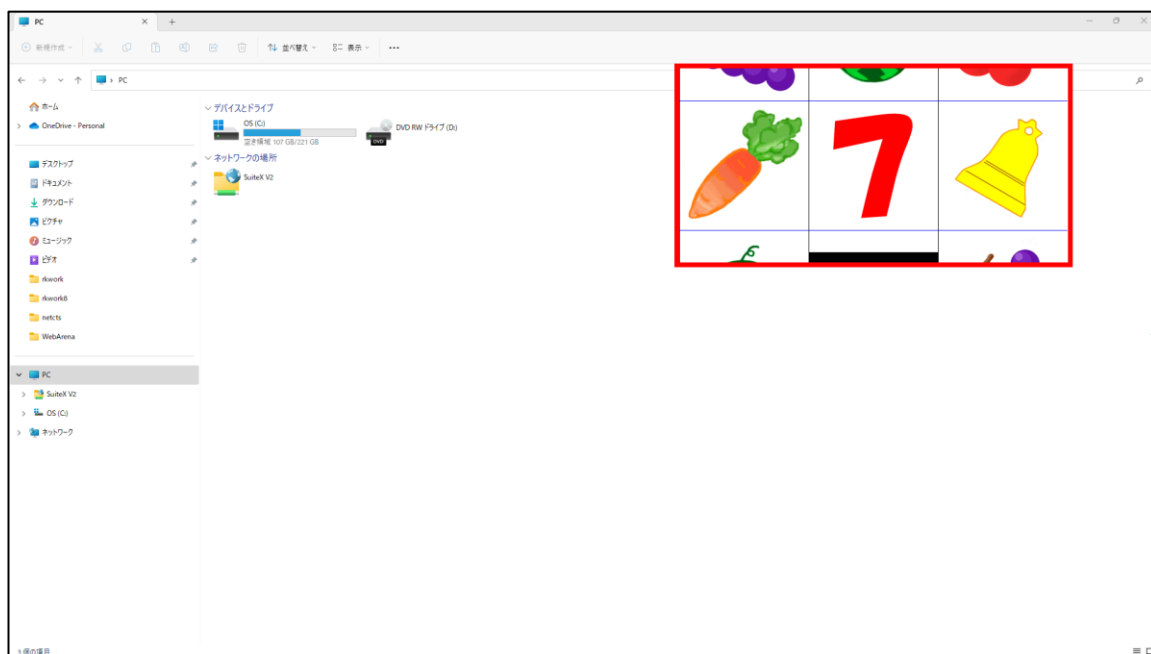 PC
新規作成
並べ替え
表示
PC
ホーム
OneDrive - Personal
デスクトップ
ドキュメント
ダウンロード
ピクチャ
ミュージック
ビデオ
rkwork
rkwork8
netcts
WebArena
PC
SuiteX V2
OS (C:)
ネットワーク
デバイスとドライブ
OS (C:)
空き領域 107 GB/221 GB
DVD RW ドライブ (D:)
DVD
ネットワークの場所
SuiteX V2
7
3 個の項目